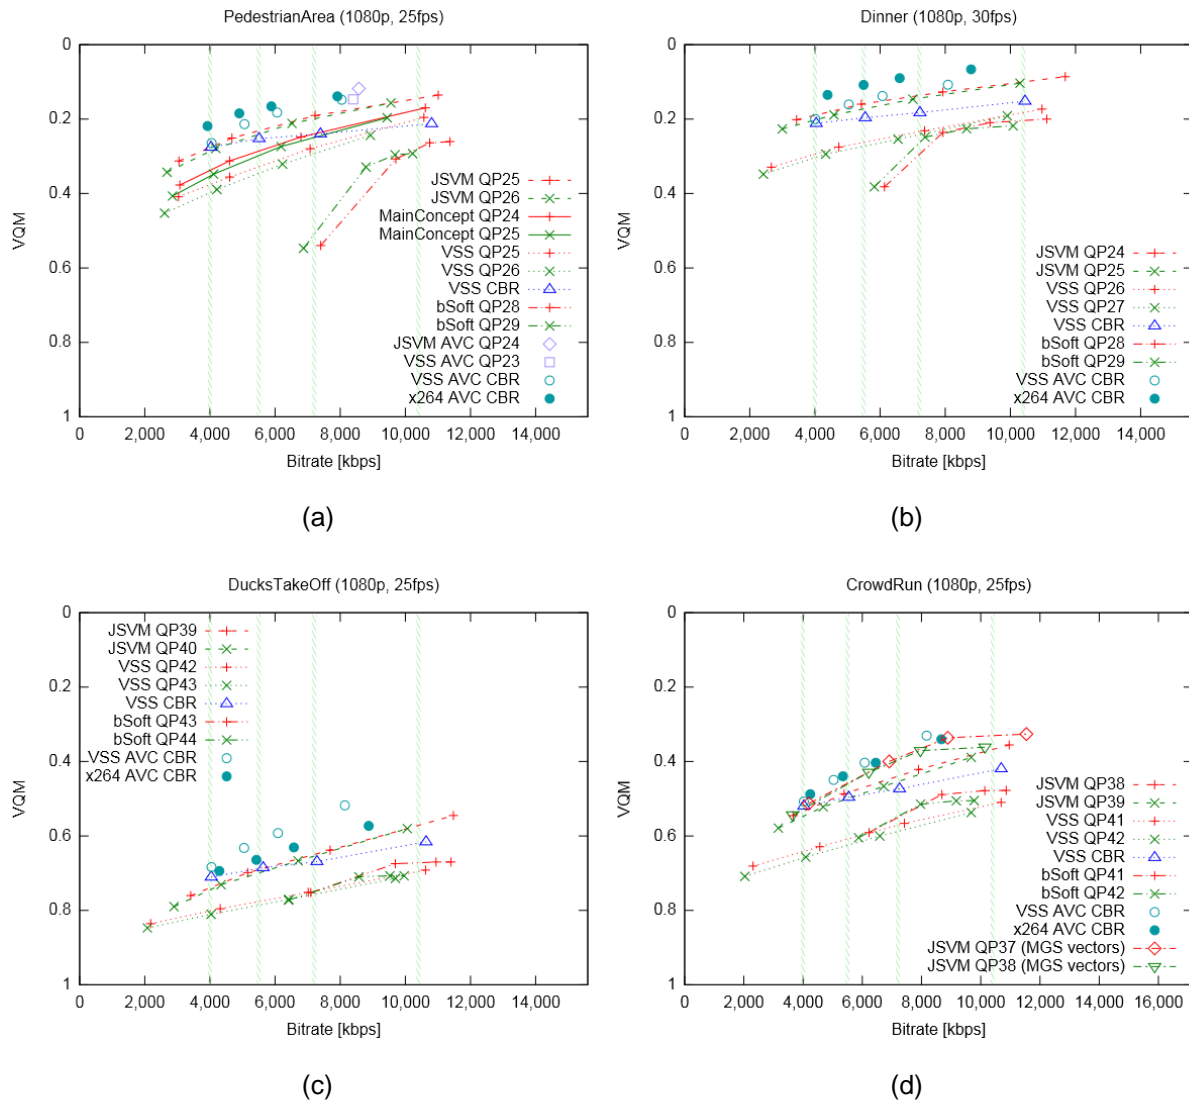 PedestrianArea (1080p, 25fps)
0
0.2
0.4
0.6
0.8
1
VQM
JSVM QP25
JSVM QP26
MainConcept QP24
MainConcept QP25
VSS QP25
VSS QP26
VSS CBR
bSoft QP28
bSoft QP29
JSVM AVC QP24
VSS AVC QP23
VSS AVC CBR
x264 AVC CBR
0 2,000 4,000 6,000 8,000 10,000 12,000 14,000
Bitrate [kbps]
(a)
Dinner (1080p, 30fps)
0
0.2
0.4
0.6
0.8
1
VQM
JSVM QP24
JSVM QP25
VSS QP26
VSS QP27
VSS CBR
bSoft QP28
bSoft QP29
VSS AVC CBR
x264 AVC CBR
0 2,000 4,000 6,000 8,000 10,000 12,000 14,000
Bitrate [kbps]
(b)
DucksTakeOff (1080p, 25fps)
0
0.2
0.4
0.6
0.8
1
VQM
JSVM QP39
JSVM QP40
VSS QP42
VSS QP43
VSS CBR
bSoft QP43
bSoft QP44
VSS AVC CBR
x264 AVC CBR
0 2,000 4,000 6,000 8,000 10,000 12,000 14,000
Bitrate [kbps]
(c)
CrowdRun (1080p, 25fps)
0
0.2
0.4
0.6
0.8
1
VQM
JSVM QP38
JSVM QP39
VSS QP41
VSS QP42
VSS CBR
bSoft QP41
bSoft QP42
VSS AVC CBR
x264 AVC CBR
JSVM QP37 (MGS vectors)
JSVM QP38 (MGS vectors)
0 2,000 4,000 6,000 8,000 10,000 12,000 14,000 16,000
Bitrate [kbps]
(d)